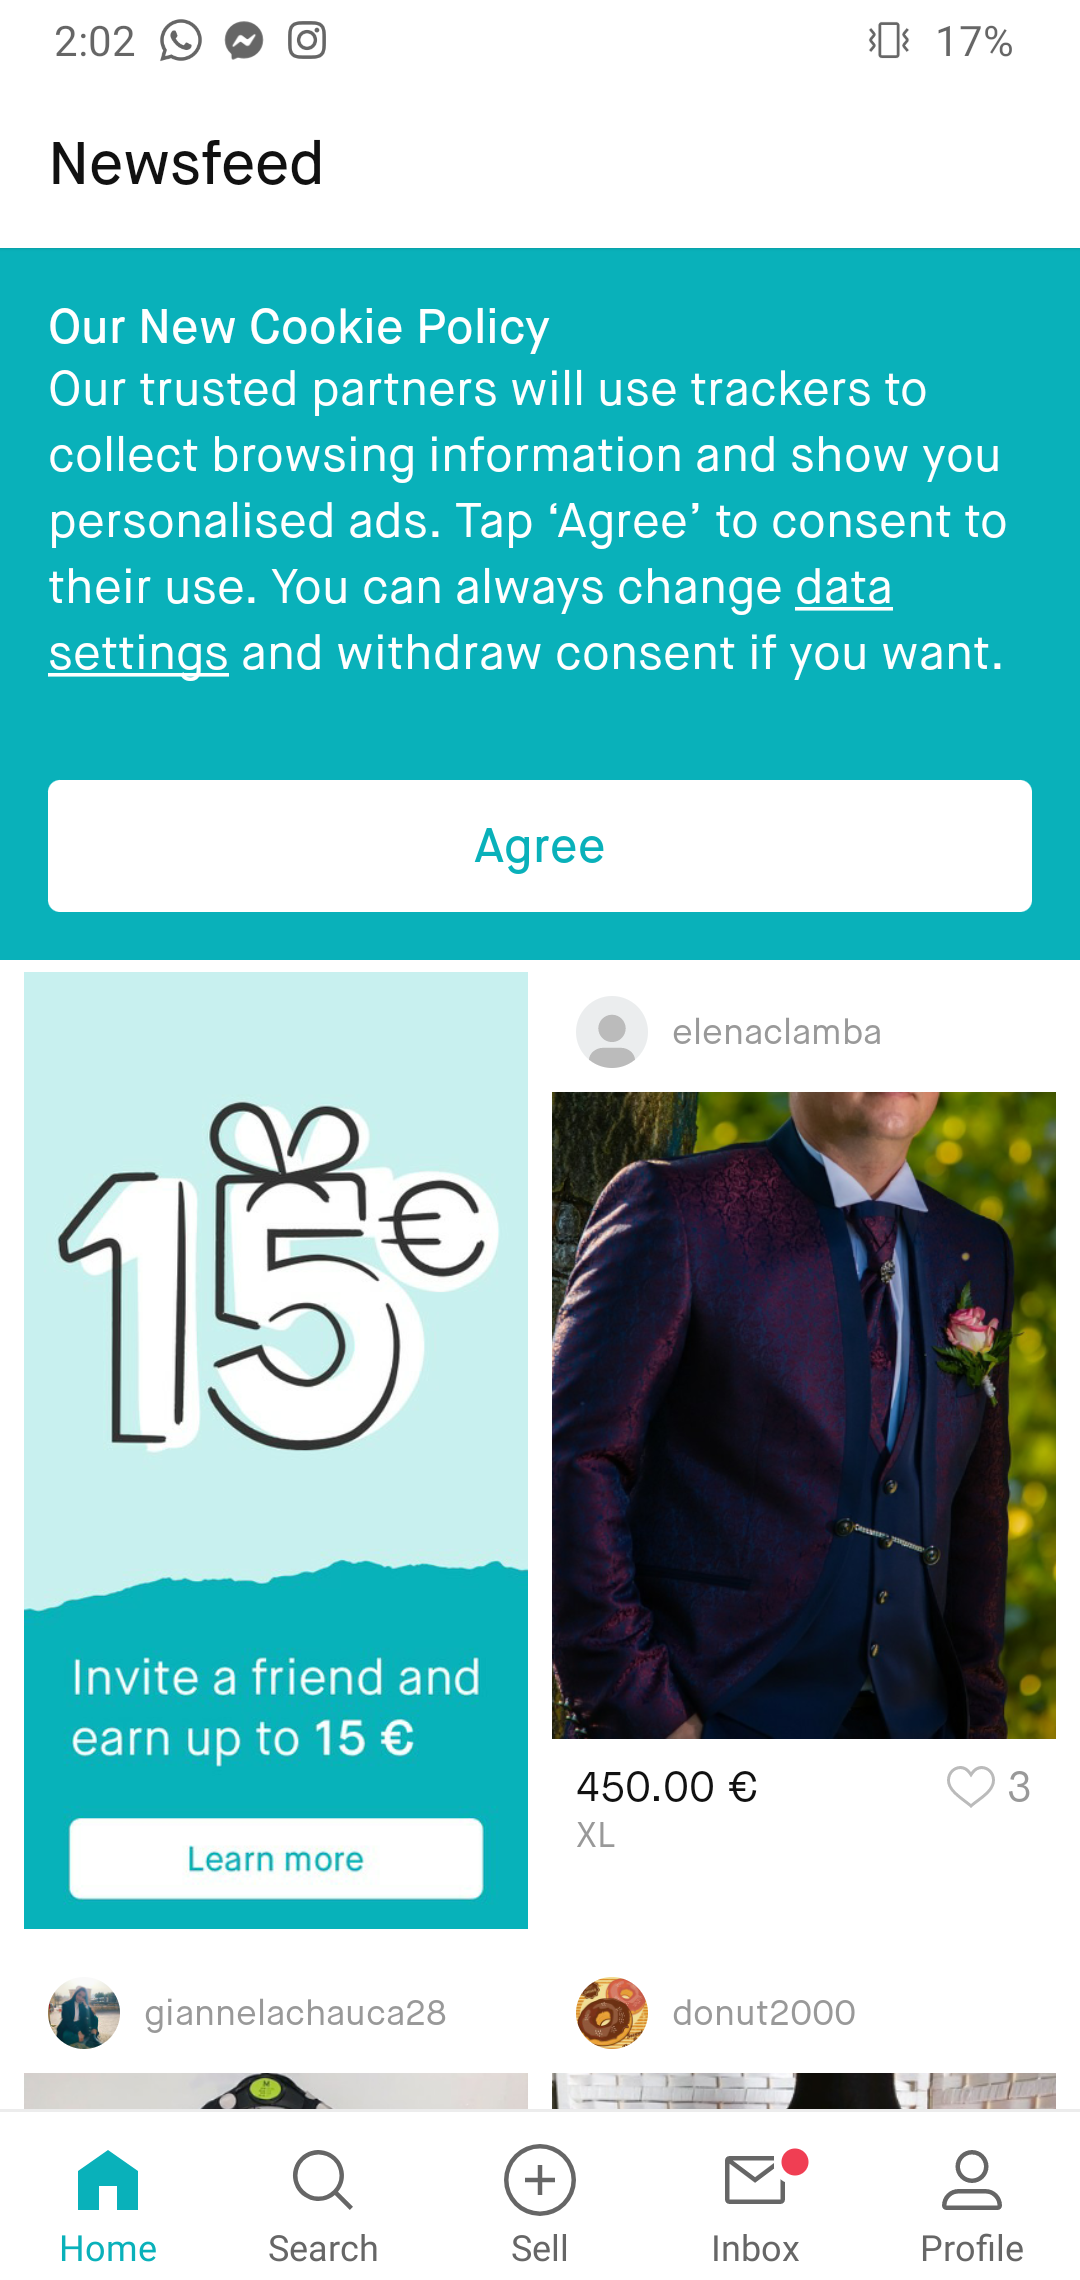 2:02
17%
Newsfeed
Our New Cookie Policy
Our trusted partners will use trackers to
collect browsing information and show you
personalised ads. Tap ‘Agree’ to consent to
their use. You can always change data
settings and withdraw consent if you want.
Agree
15€
Invite a friend and
earn up to 15 €
Learn more
elenaclamba
450.00 €
3
XL
giannelachauca28
donut2000
M
Home
Search
Sell
Inbox
Profile